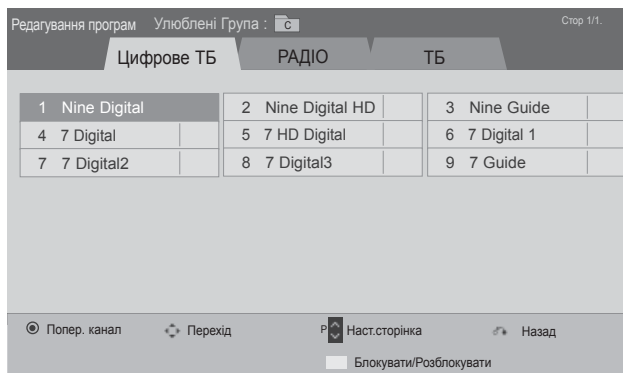 Редагування програм Улюблені Група : C Стор 1/1.
Цифрове ТБ РАДІО ТБ
1 Nine Digital 2 Nine Digital HD 3 Nine Guide
4 7 Digital 5 7 HD Digital 6 7 Digital 1
7 7 Digital2 8 7 Digital3 9 7 Guide
Попер. канал Перехід P Наст.сторінка Назад
Блокувати/Розблокувати